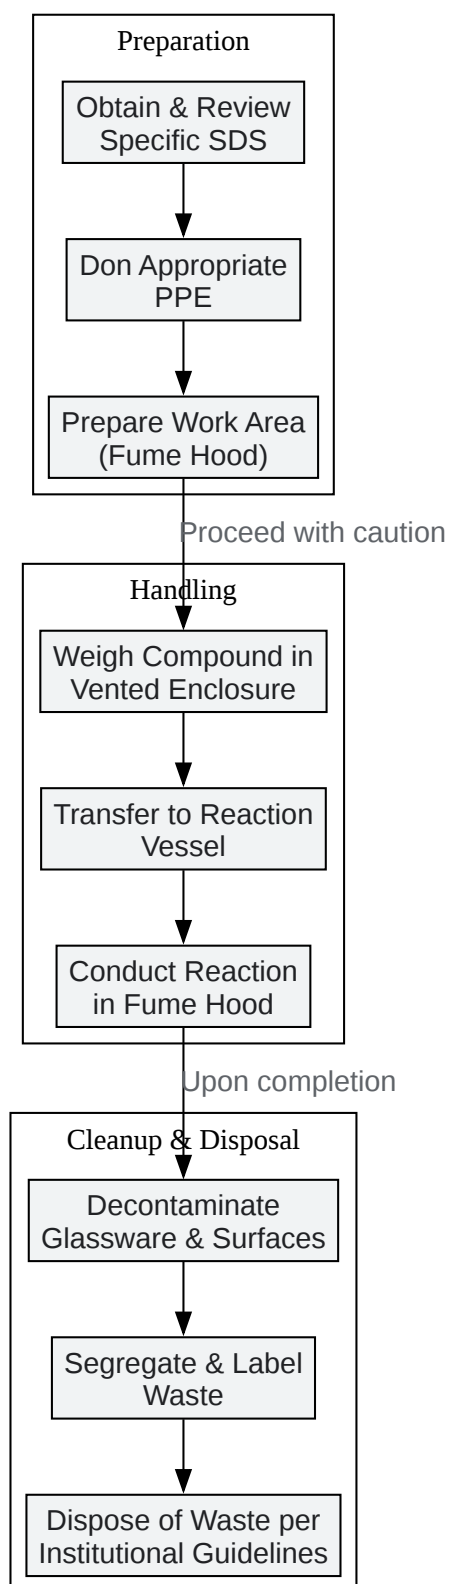 Preparation
Obtain & Review
Specific SDS
Don Appropriate
PPE
Prepare Work Area
(Fume Hood)
Proceed with caution
Handling
Weigh Compound in
Vented Enclosure
Transfer to Reaction
Vessel
Conduct Reaction
in Fume Hood
Upon completion
Cleanup & Disposal
Decontaminate
Glassware & Surfaces
Segregate & Label
Waste
Dispose of Waste per
Institutional Guidelines